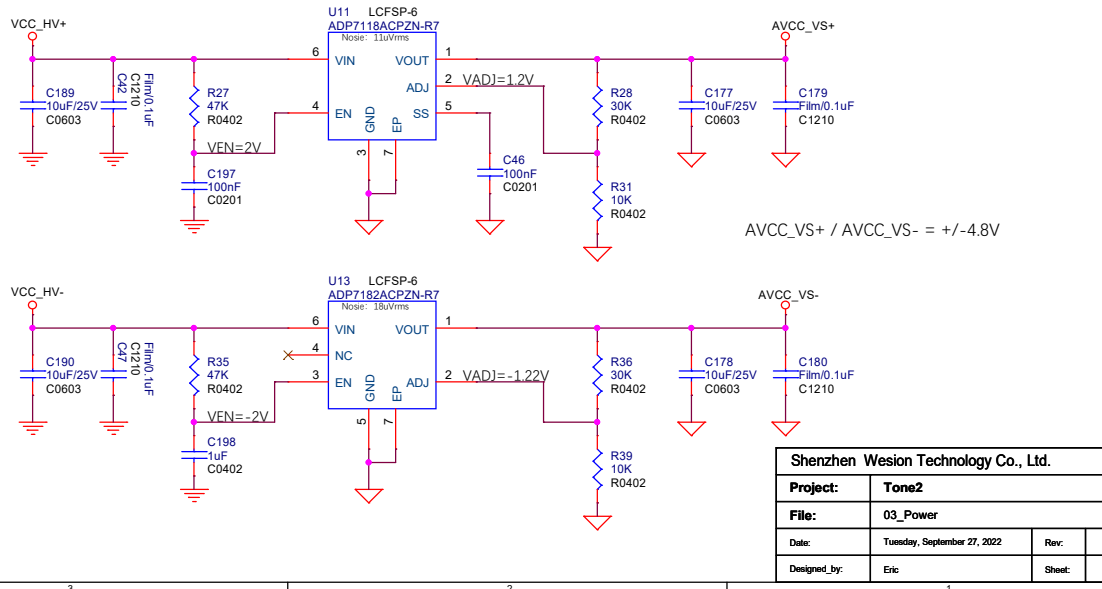 VCC_HV+
U11 LCFSP-6
ADP7118ACPZN-R7
Nosie: 11uVrms
AVCC_VS+
6 VIN
VOUT 1
ADJ 2 VADJ=1.2V
4 EN
SS 5
GND
EP
3
7
C189
10uF/25V
C0603
Film/0.1uF
C1210
C42
R27
47K
R0402
VEN=2V
C197
100nF
C0201
C46
100nF
C0201
R28
30K
R0402
R31
10K
R0402
C177
10uF/25V
C0603
C179
Film/0.1uF
C1210
AVCC_VS+ / AVCC_VS- = +/-4.8V
VCC_HV-
U13 LCFSP-6
ADP7182ACPZN-R7
Nosie: 18uVrms
AVCC_VS-
6 VIN
VOUT 1
4 NC
3 EN
ADJ 2 VADJ=-1.22V
GND
EP
5
7
C190
10uF/25V
C0603
Film/0.1uF
C1210
C47
R35
47K
R0402
VEN=-2V
C198
1uF
C0402
R36
30K
R0402
R39
10K
R0402
C178
10uF/25V
C0603
C180
Film/0.1uF
C1210
Shenzhen Wesion Technology Co., Ltd.
Project: Tone2
File: 03_Power
Date: Tuesday, September 27, 2022 Rev:
Designed_by: Eric Sheet:
3 2 1